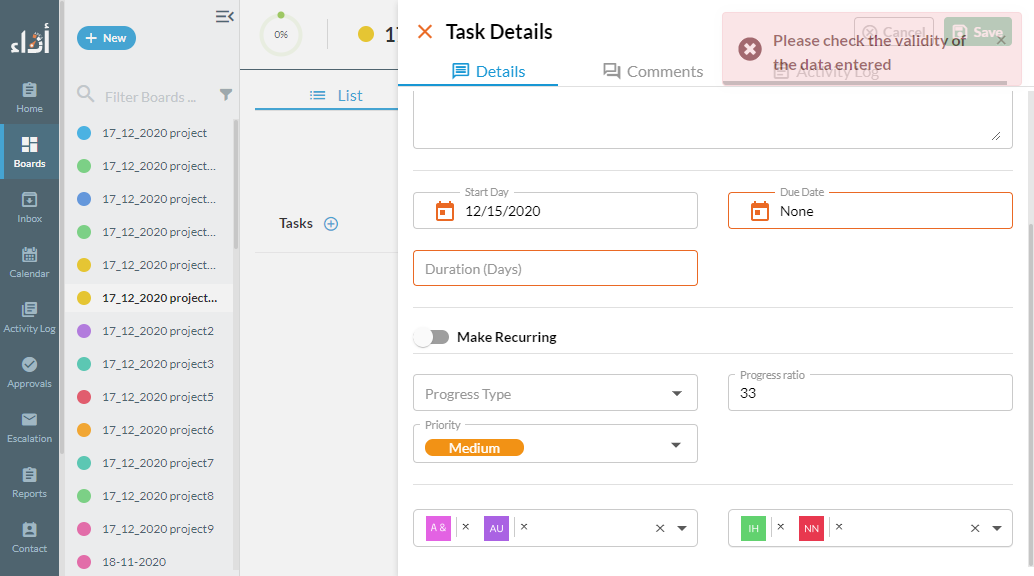 أداء
Home
Boards
Inbox
Calendar
Activity Log
Approvals
Escalation
Reports
Contact
+ New
Filter Boards ...
17_12_2020 project
17_12_2020 project...
17_12_2020 project...
17_12_2020 project...
17_12_2020 project...
17_12_2020 project...
17_12_2020 project2
17_12_2020 project3
17_12_2020 project5
17_12_2020 project6
17_12_2020 project7
17_12_2020 project8
17_12_2020 project9
18-11-2020
0%
List
Tasks
Task Details
Cancel
Save
Please check the validity of
the data entered
Details
Comments
Activity Log
Start Day
12/15/2020
Due Date
None
Duration (Days)
Make Recurring
Progress Type
Progress ratio
33
Priority
Medium
A &
AU
IH
NN